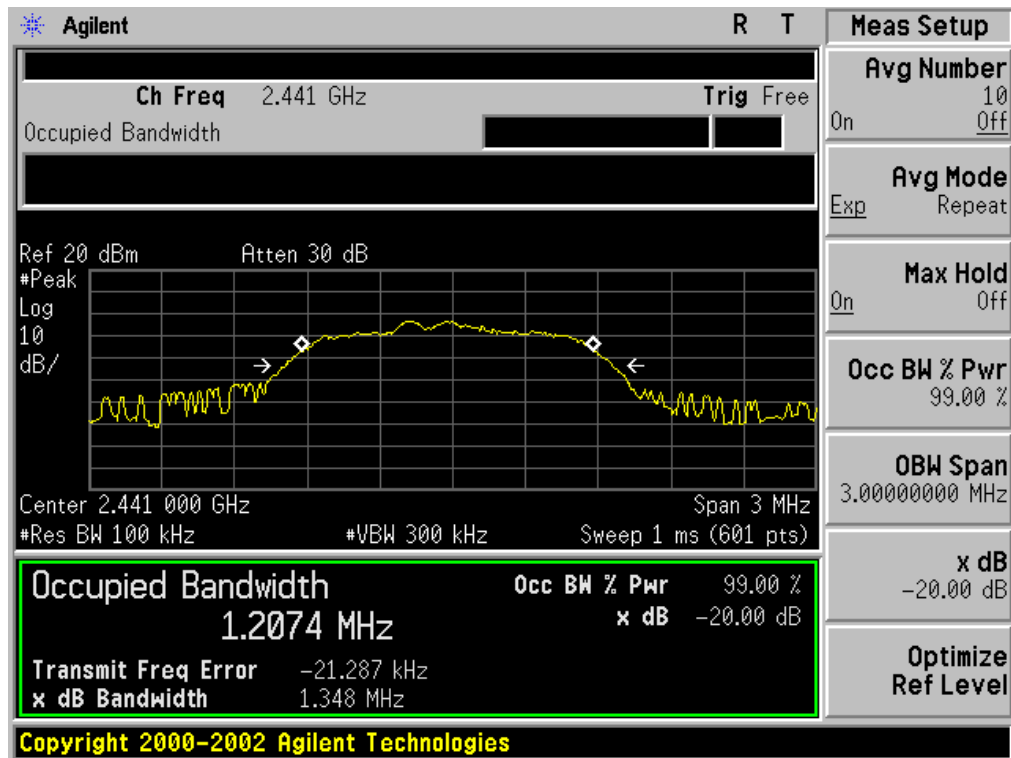 Agilent R T
Ch Freq 2.441 GHz Trig Free
Occupied Bandwidth
Ref 20 dBm Atten 30 dB
#Peak
Log
10
dB/
Center 2.441 000 GHz Span 3 MHz
#Res BW 100 kHz #VBW 300 kHz Sweep 1 ms (601 pts)
Occupied Bandwidth
1.2074 MHz
Occ BW % Pwr 99.00 %
x dB -20.00 dB
Transmit Freq Error -21.287 kHz
x dB Bandwidth 1.348 MHz
Copyright 2000-2002 Agilent Technologies
Meas Setup
Avg Number
10
On Off
Avg Mode
Exp Repeat
Max Hold
On Off
Occ BW % Pwr
99.00 %
OBW Span
3.00000000 MHz
x dB
-20.00 dB
Optimize
Ref Level